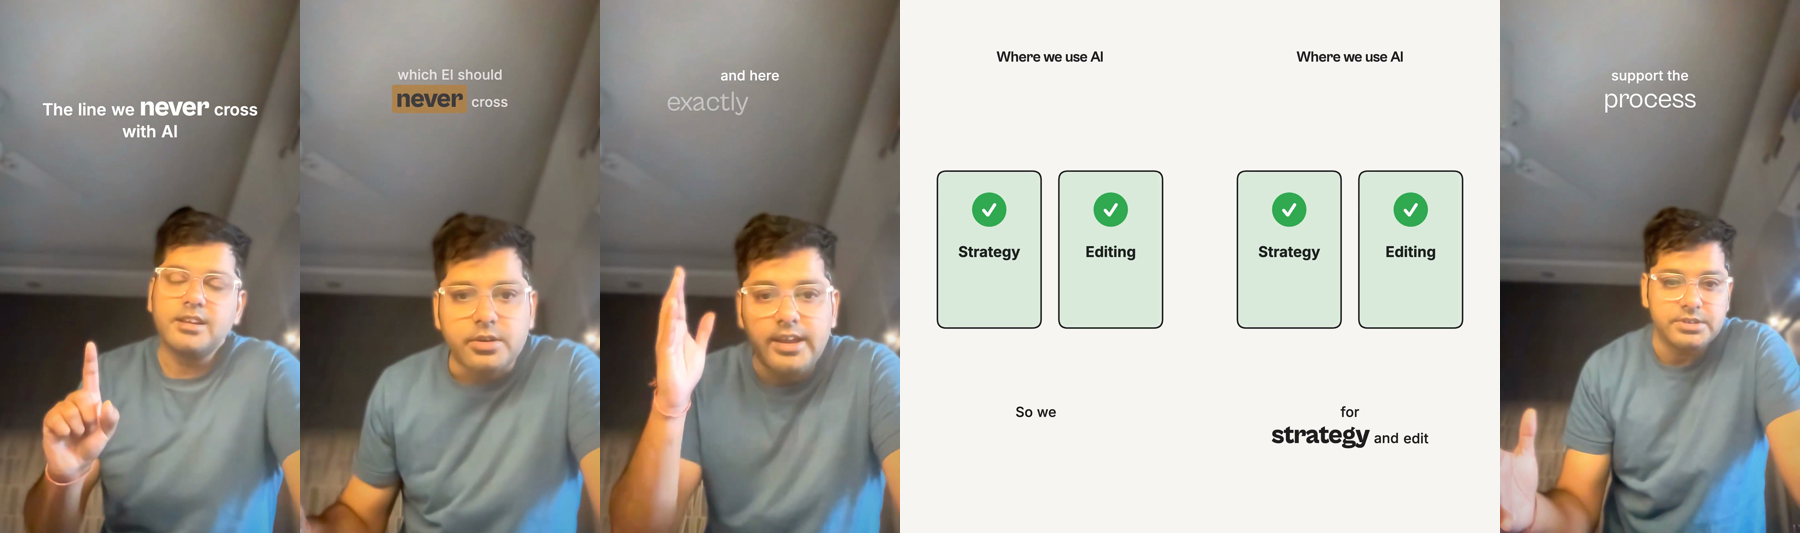 The line we never cross
with AI
which EI should
never cross
and here
exactly
Where we use AI
Strategy
Editing
So we
Where we use AI
Strategy
Editing
for
strategy and edit
support the
process